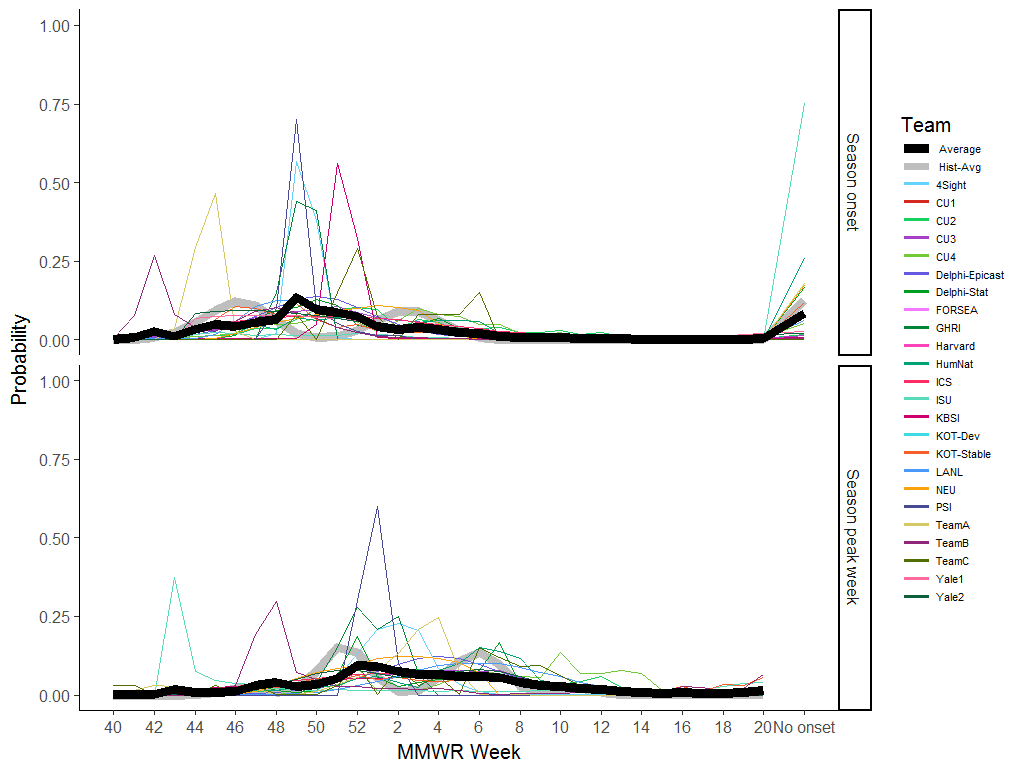 1.00
0.75
0.50
0.25
0.00
Season onset
1.00
0.75
0.50
0.25
0.00
Season peak week
Probability
40 42 44 46 48 50 52 2 4 6 8 10 12 14 16 18 20 No onset
MMWR Week
Team
Average
Hist-Avg
4Sight
CU1
CU2
CU3
CU4
Delphi-Epicast
Delphi-Stat
FORSEA
GHRI
Harvard
HumNat
ICS
ISU
KBSI
KOT-Dev
KOT-Stable
LANL
NEU
PSI
TeamA
TeamB
TeamC
Yale1
Yale2